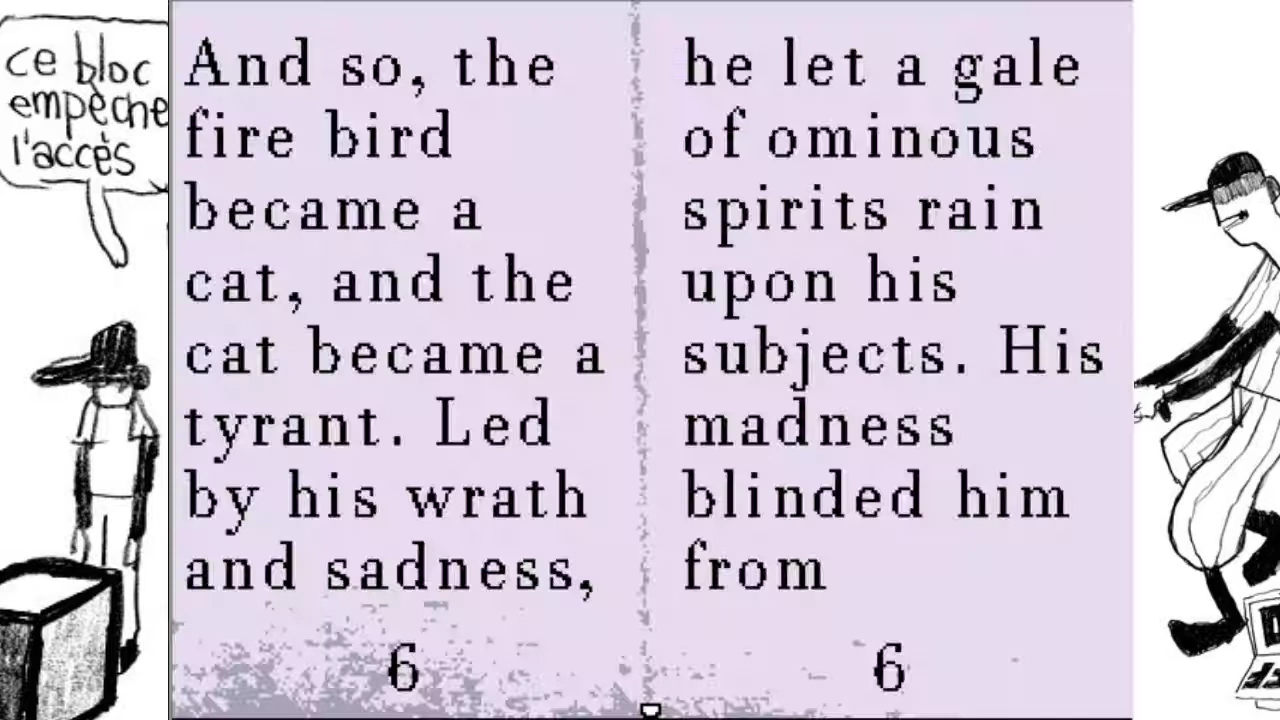 ce bloc
empêche
l'accès
And so, the
fire bird
became a
cat, and the
cat became a
tyrant. Led
by his wrath
and sadness,
6
he let a gale
of ominous
spirits rain
upon his
subjects. His
madness
blinded him
from
6